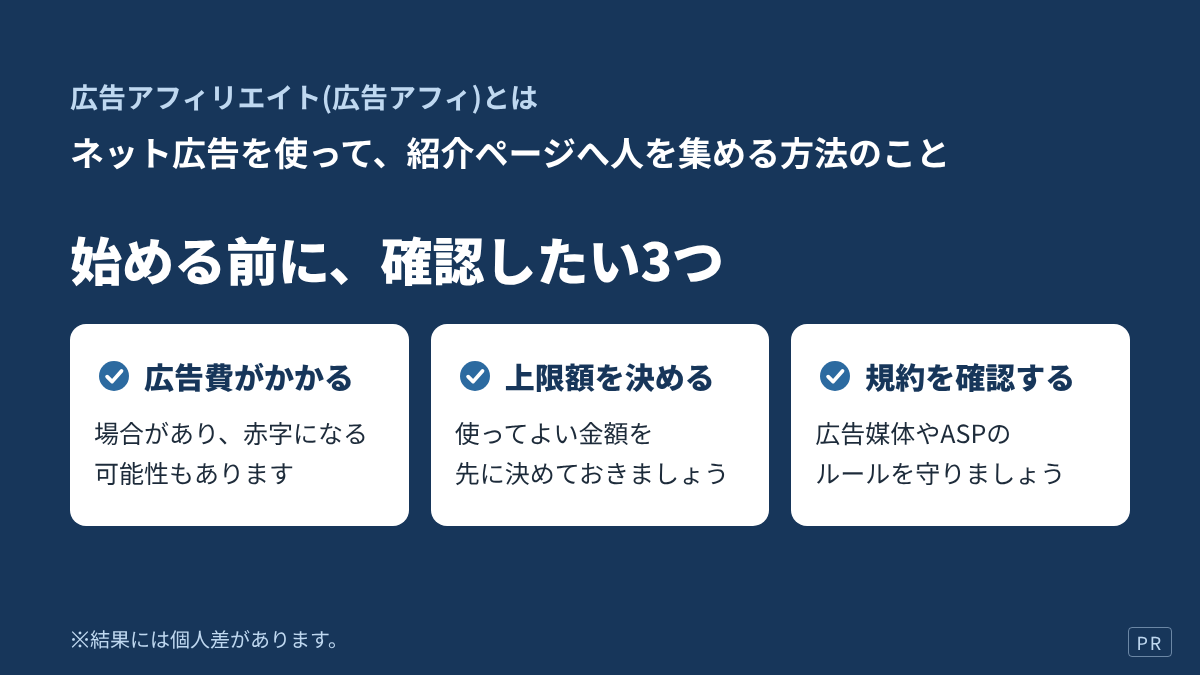 広告アフィリエイト(広告アフィ)とは
ネット広告を使って、紹介ページへ人を集める方法のこと
始める前に、確認したい3つ
広告費がかかる
場合があり、赤字になる
可能性もあります
上限額を決める
使ってよい金額を
先に決めておきましょう
規約を確認する
広告媒体やASPの
ルールを守りましょう
※結果には個人差があります。
PR